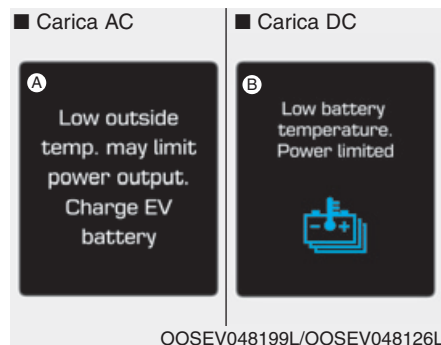 ■ Carica AC
■ Carica DC
A
Low outside
temp. may limit
power output.
Charge EV
battery
B
Low battery
temperature.
Power limited
OOSEV048199L/OOSEV048126L